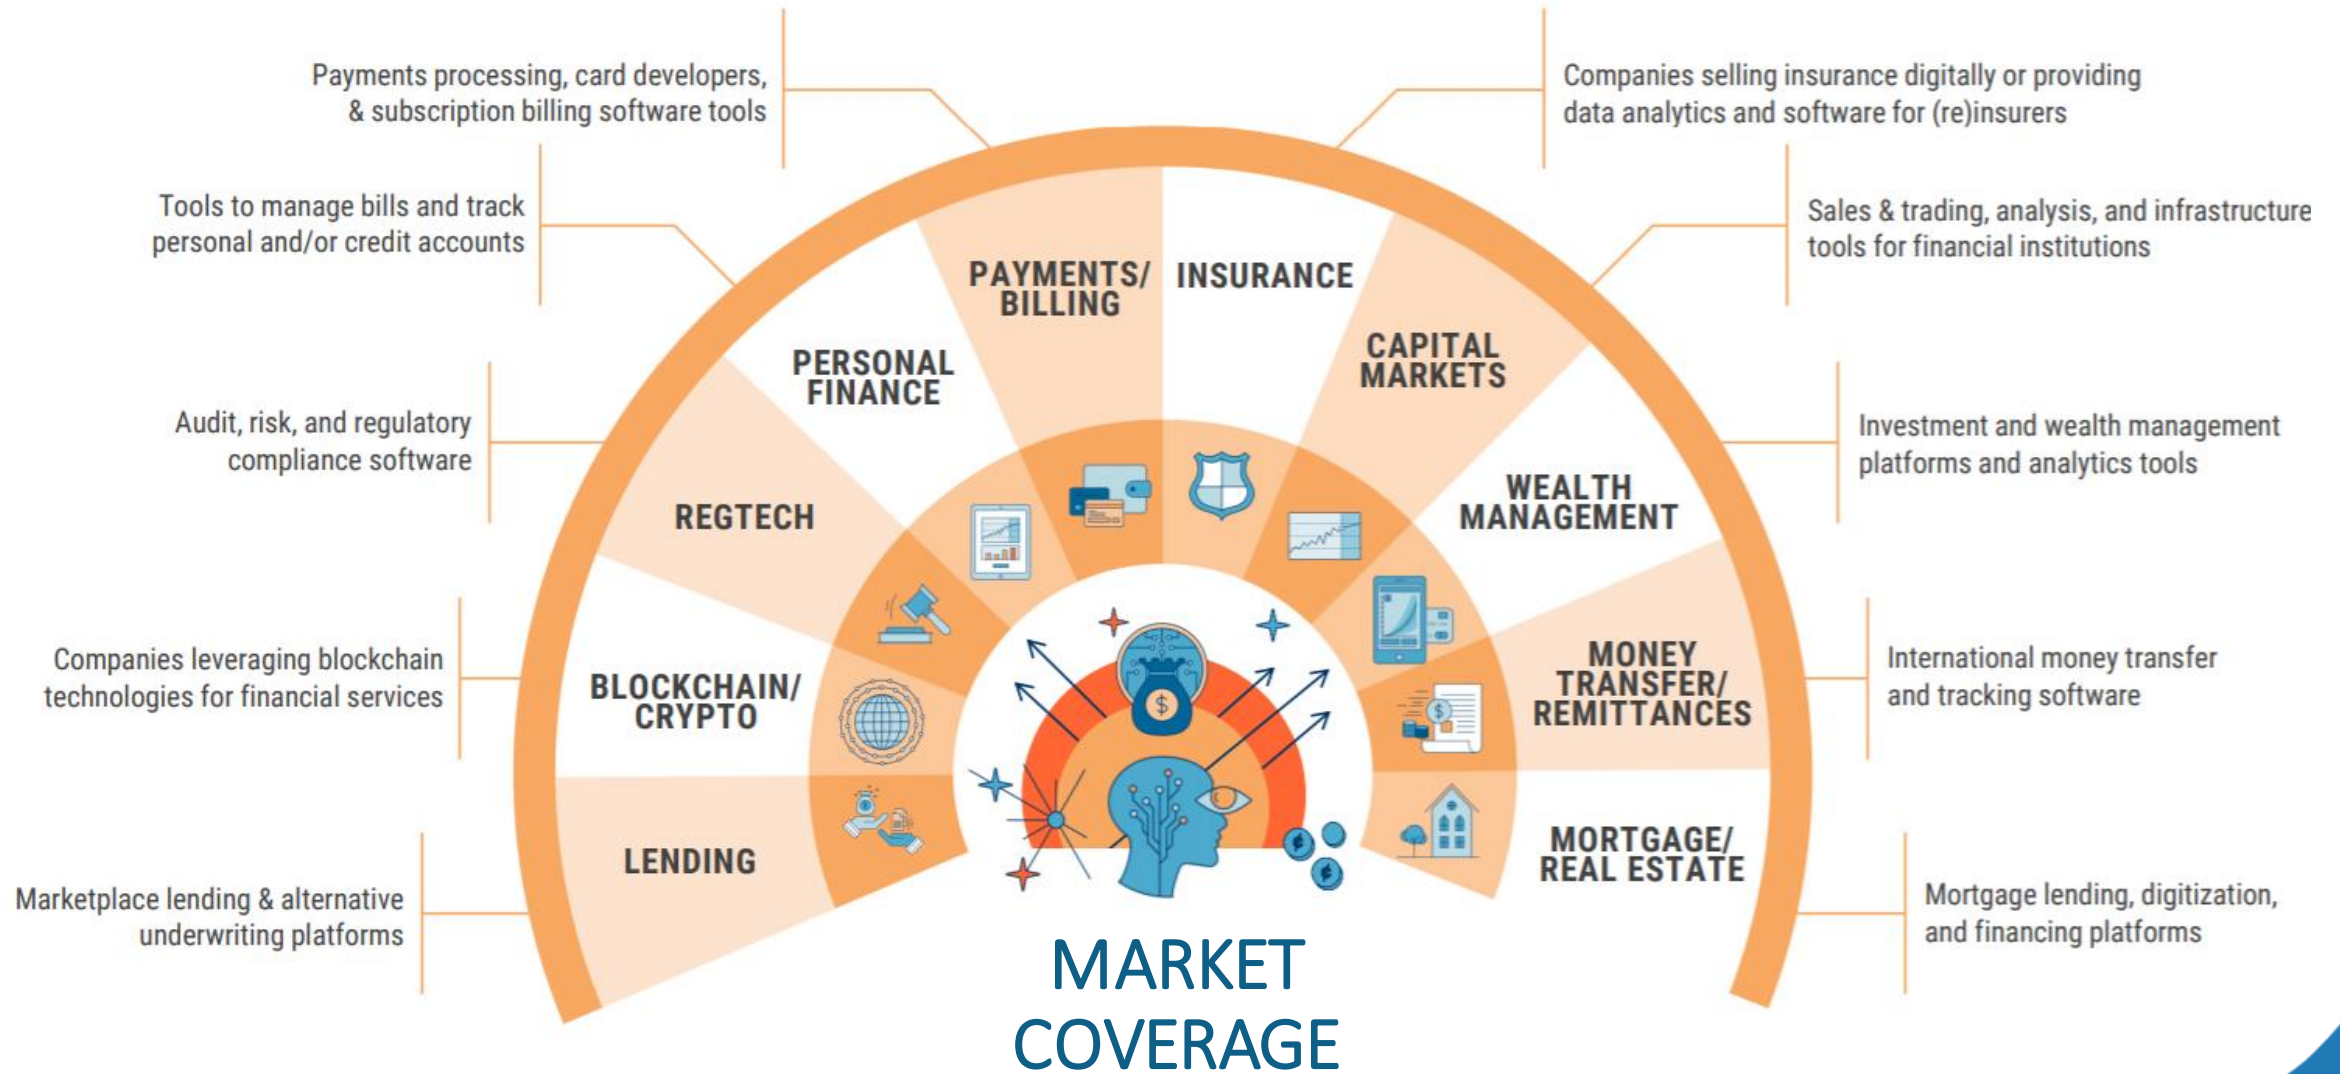 Payments processing, card developers,
& subscription billing software tools
Tools to manage bills and track
personal and/or credit accounts
Audit, risk, and regulatory
compliance software
Companies leveraging blockchain
technologies for financial services
Marketplace lending & alternative
underwriting platforms
Companies selling insurance digitally or providing
data analytics and software for (re)insurers
Sales & trading, analysis, and infrastructure
tools for financial institutions
Investment and wealth management
platforms and analytics tools
International money transfer
and tracking software
Mortgage lending, digitization,
and financing platforms
LENDING
BLOCKCHAIN/
CRYPTO
REGTECH
PERSONAL
FINANCE
PAYMENTS/
BILLING
INSURANCE
CAPITAL
MARKETS
WEALTH
MANAGEMENT
MONEY
TRANSFER/
REMITTANCES
MORTGAGE/
REAL ESTATE
MARKET
COVERAGE